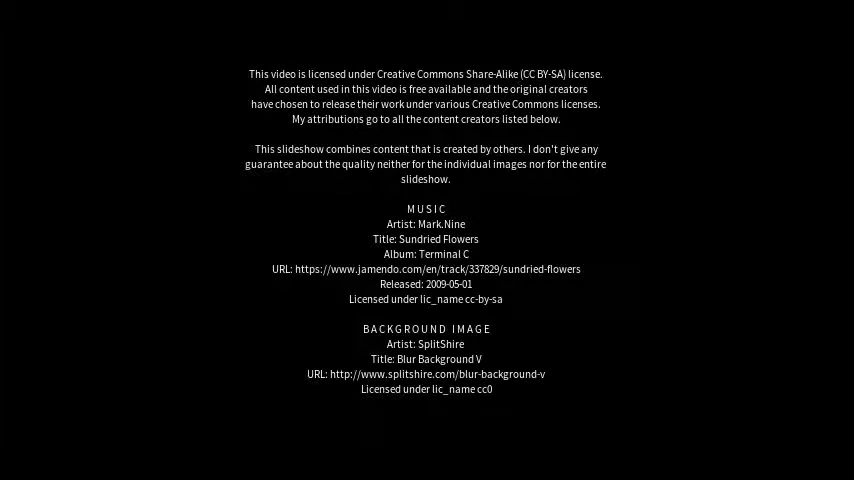 This video is licensed under Creative Commons Share-Alike (CC BY-SA) license.
All content used in this video is free available and the original creators
have chosen to release their work under various Creative Commons licenses.
My attributions go to all the content creators listed below.
This slideshow combines content that is created by others. I don't give any
guarantee about the quality neither for the individual images nor for the entire
slideshow.
MUSIC
Artist: Mark.Nine
Title: Sundried Flowers
Album: Terminal C
URL: https://www.jamendo.com/en/track/337829/sundried-flowers
Released: 2009-05-01
Licensed under lic_name cc-by-sa
BACKGROUND IMAGE
Artist: SplitShire
Title: Blur Background V
URL: http://www.splitshire.com/blur-background-v
Licensed under lic_name cc0